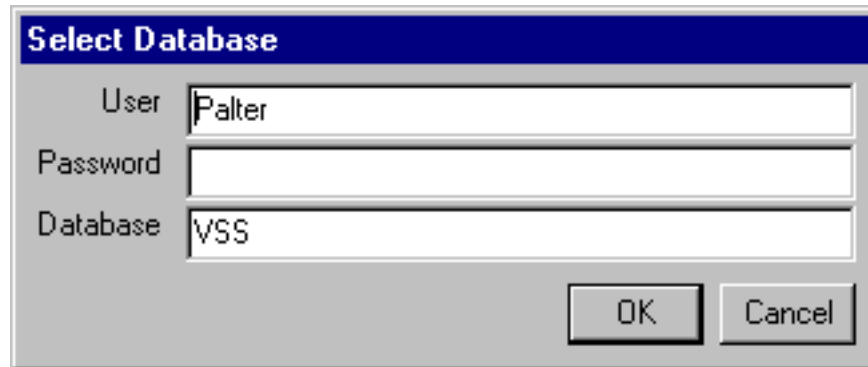 Select Database
User Palter
Password
Database VSS
OK Cancel